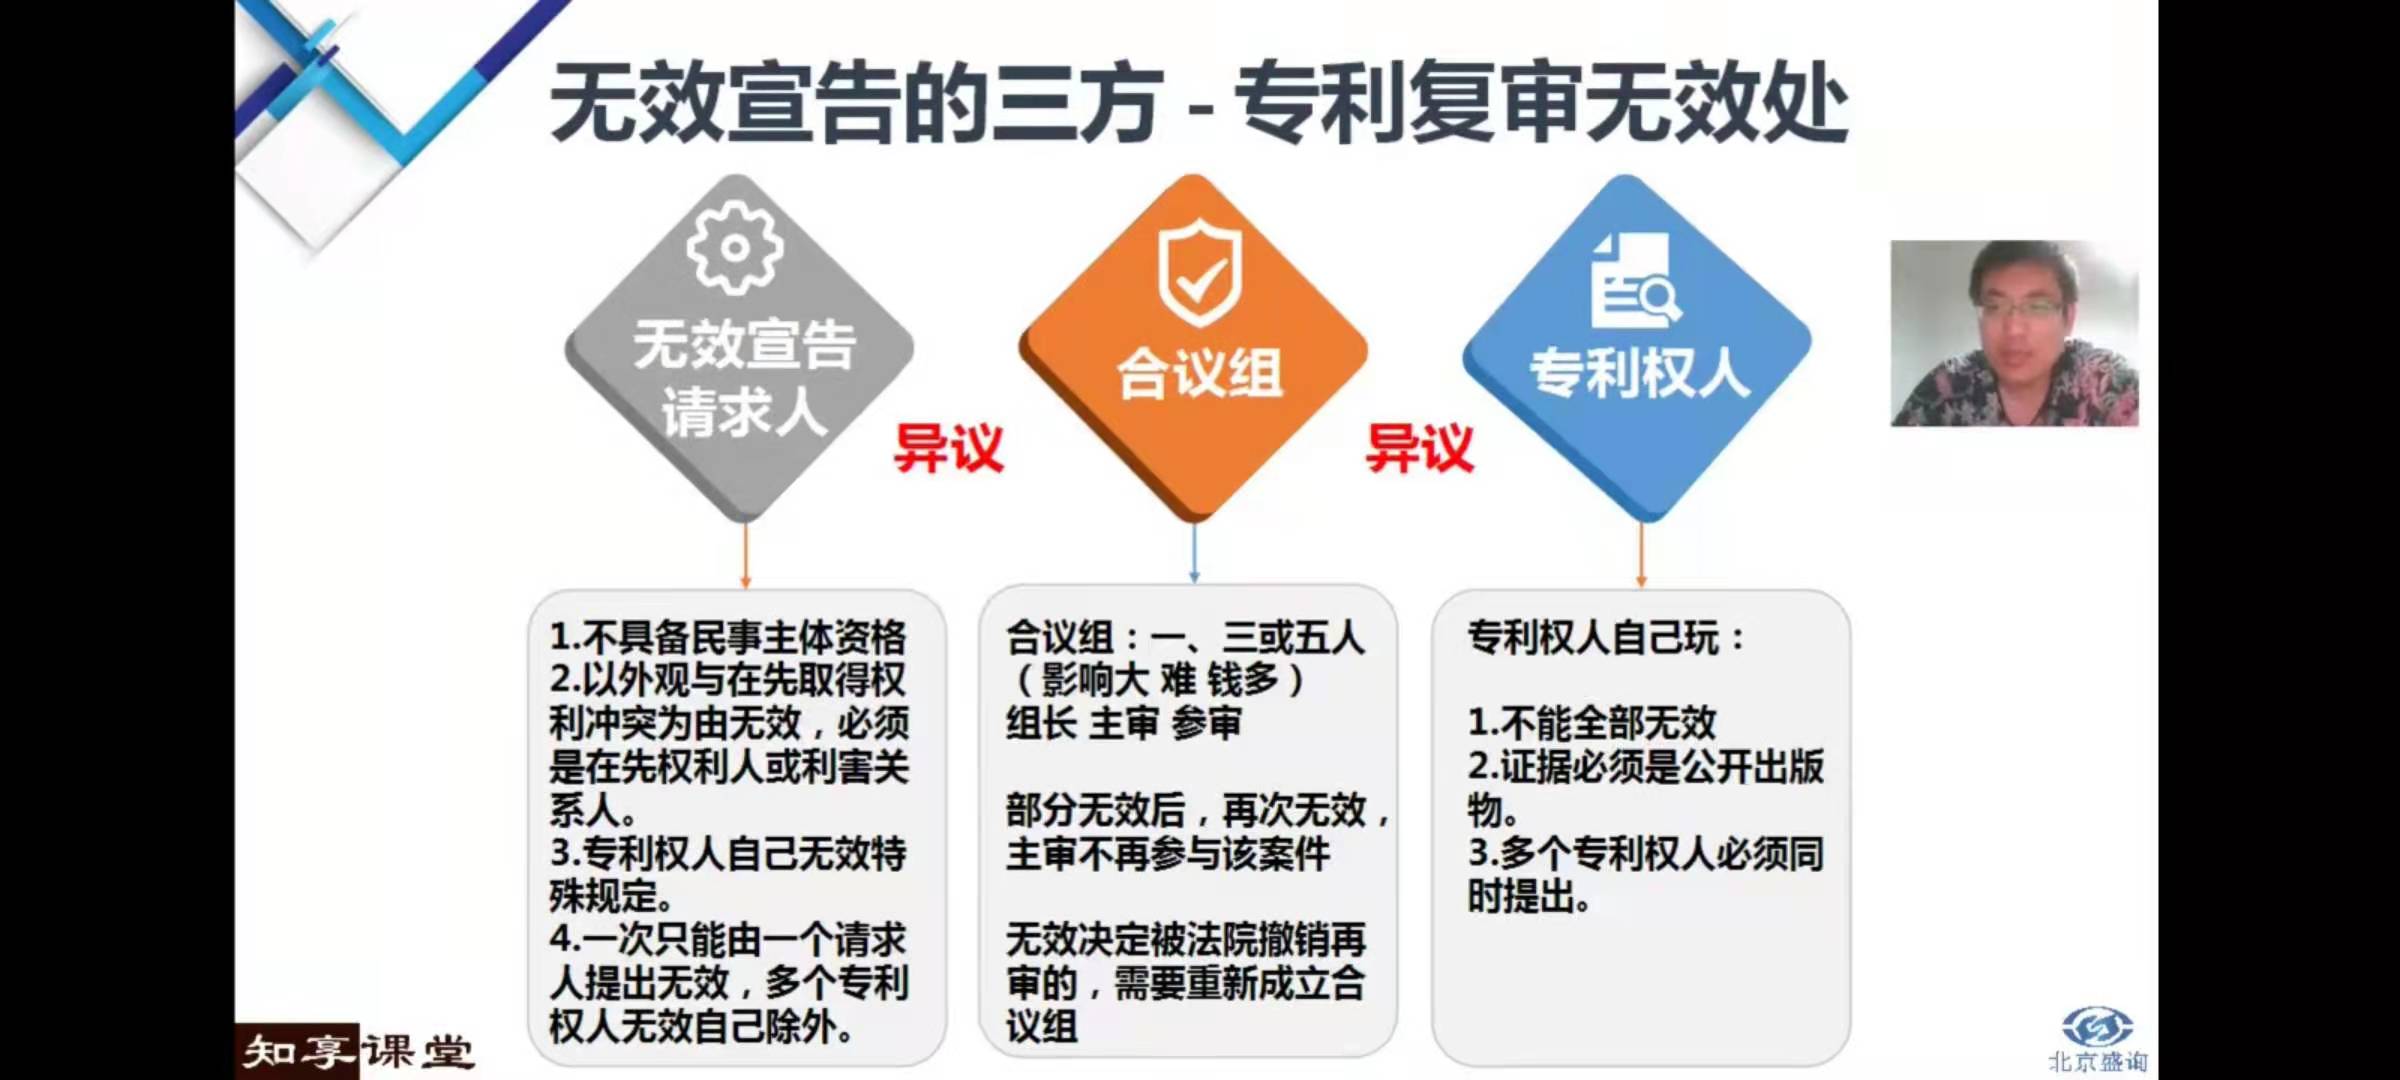 无效宣告的三方 - 专利复审无效处
无效宣告
请求人
异议
合议组
异议
专利权人
1.不具备民事主体资格
2.以外观与在先取得权
利冲突为由无效，必须
是在先权利人或利害关
系人。
3.专利权人自己无效特
殊规定。
4.一次只能由一个请求
人提出无效，多个专利
权人无效自己除外。
合议组：一、三或五人
（影响大 难 钱多）
组长 主审 参审
部分无效后，再次无效，
主审不再参与该案件
无效决定被法院撤销再
审的，需要重新成立合
议组
专利权人自己玩：
1.不能全部无效
2.证据必须是公开出版
物。
3.多个专利权人必须同
时提出。
知享课堂
北京盛询